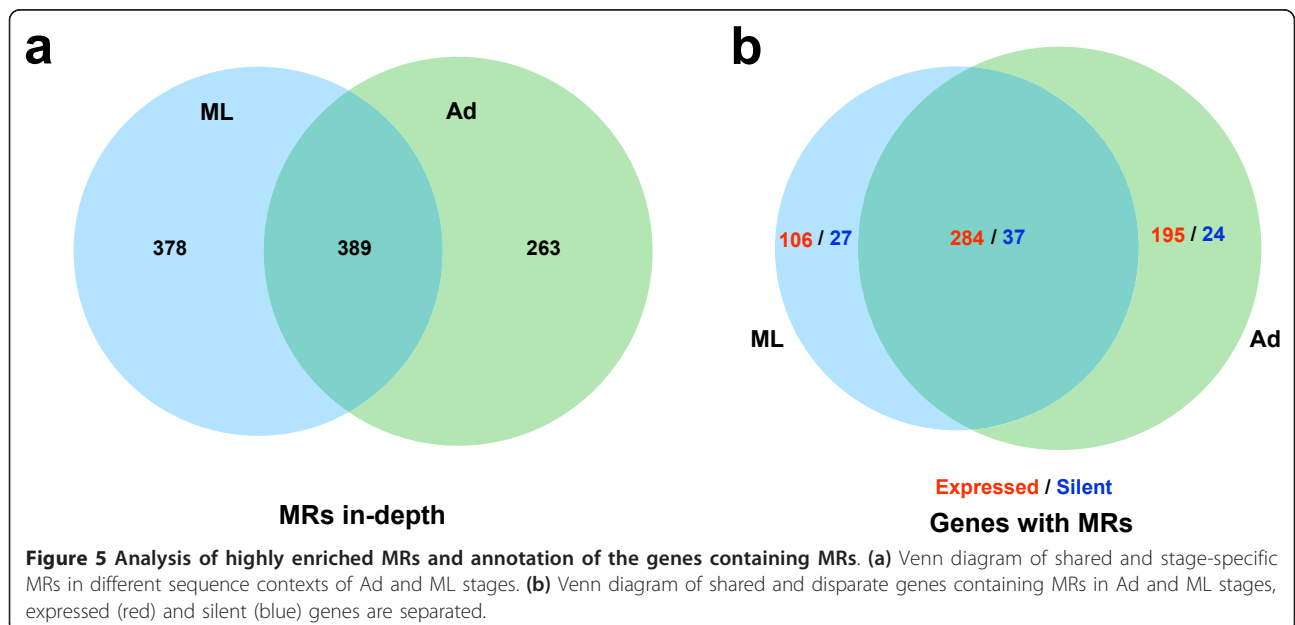 a
ML
Ad
378
389
263
MRs in-depth
b
106 / 27
284 / 37
195 / 24
ML
Ad
Expressed / Silent
Genes with MRs
Figure 5 Analysis of highly enriched MRs and annotation of the genes containing MRs. (a) Venn diagram of shared and stage-specific
MRs in different sequence contexts of Ad and ML stages. (b) Venn diagram of shared and disparate genes containing MRs in Ad and ML stages,
expressed (red) and silent (blue) genes are separated.